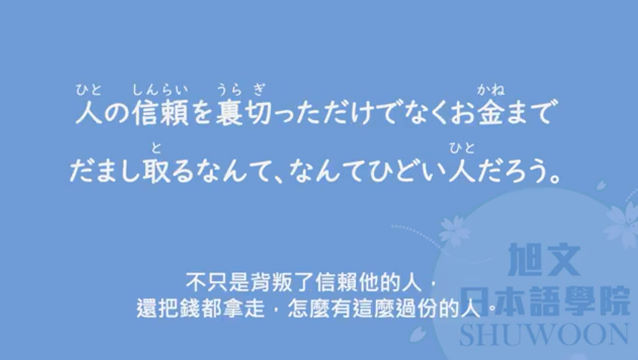 ひと しんらい うら ぎ かね
人の信頼を裏切っただけでなくお金まで
と ひと
だまし取るなんて、なんてひどい人だろう。
不只是背叛了信賴他的人，
還把錢都拿走，怎麼有這麼過份的人。
旭文
日本語學院
SHUWOON